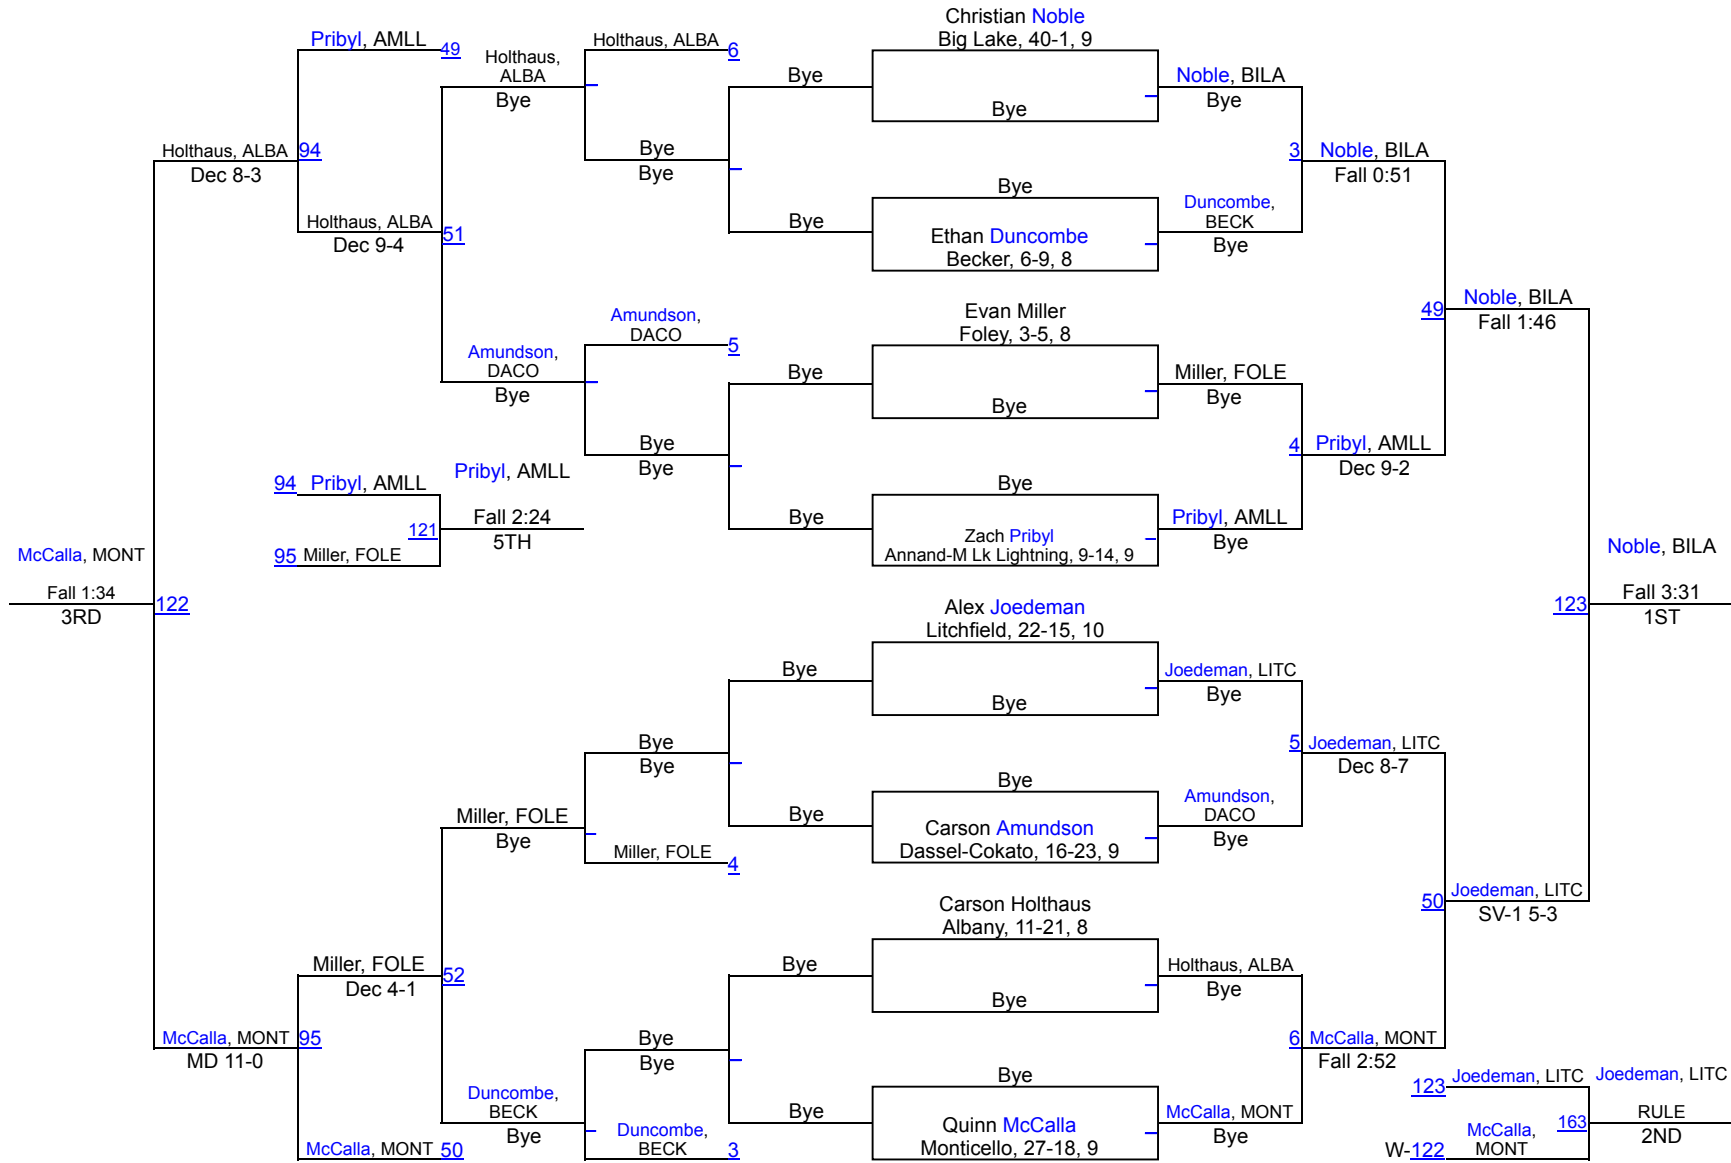 Christian Noble
Big Lake, 40-1, 9
Pribyl, AMLL
49
Holthaus,
ALBA
Bye
Holthaus, ALBA
6
Bye
Bye
Noble, BILA
Bye
Holthaus, ALBA
94
Dec 8-3
Bye
Bye
3
Noble, BILA
Fall 0:51
Holthaus, ALBA
Dec 9-4
51
Bye
Bye
Ethan Duncombe
Becker, 6-9, 8
Duncombe,
BECK
Bye
Evan Miller
Foley, 3-5, 8
Amundson,
DACO
5
49
Noble, BILA
Fall 1:46
Amundson,
DACO
Bye
Bye
Bye
Miller, FOLE
Bye
Bye
Bye
4
Pribyl, AMLL
Dec 9-2
94
Pribyl, AMLL
Pribyl, AMLL
Fall 2:24
121
5TH
95
Miller, FOLE
Bye
Bye
Zach Pribyl
Annand-M Lk Lightning, 9-14, 9
Pribyl, AMLL
Bye
McCalla, MONT
Fall 1:34
3RD
122
Noble, BILA
123
Fall 3:31
1ST
Alex Joedeman
Litchfield, 22-15, 10
Bye
Bye
Joedeman, LITC
Bye
Bye
Bye
5
Joedeman, LITC
Dec 8-7
Miller, FOLE
Bye
Miller, FOLE
4
Bye
Bye
Carson Amundson
Dassel-Cokato, 16-23, 9
Amundson,
DACO
Bye
Carson Holthaus
Albany, 11-21, 8
50
Joedeman, LITC
SV-1 5-3
Miller, FOLE
Dec 4-1
52
Bye
Bye
Holthaus, ALBA
Bye
McCalla, MONT
95
MD 11-0
Bye
Bye
6
McCalla, MONT
Fall 2:52
Duncombe,
BECK
Bye
Duncombe,
BECK
3
Bye
Bye
Quinn McCalla
Monticello, 27-18, 9
McCalla, MONT
Bye
McCalla, MONT
50
123
Joedeman, LITC
Joedeman, LITC
163
RULE
2ND
W-122
McCalla,
MONT